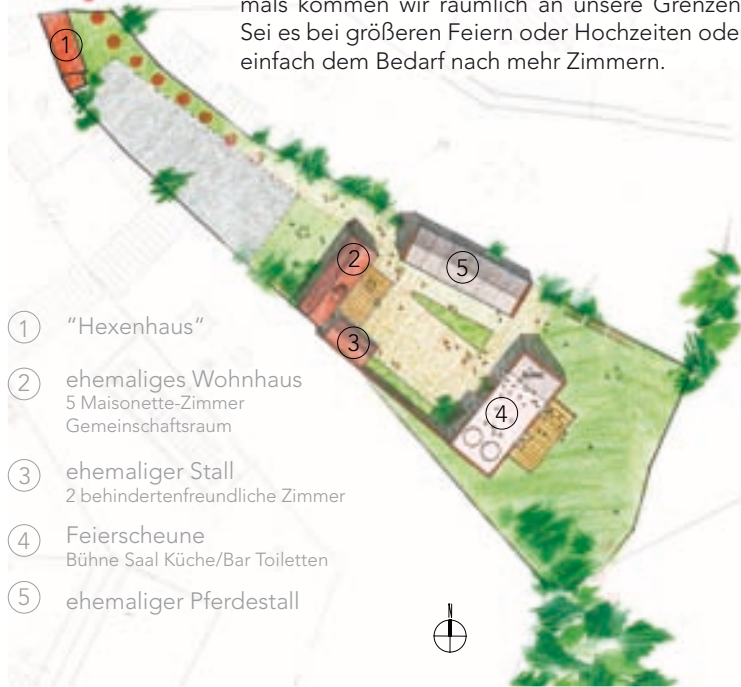 mals kommen wir räumlich an unsere Grenzen
Sei es bei größeren Feiern oder Hochzeiten ode
einfach dem Bedarf nach mehr Zimmern.
1
2
5
3
4
1 "Hexenhaus"
2 ehemaliges Wohnhaus
5 Maisonette-Zimmer
Gemeinschaftsraum
3 ehemaliger Stall
2 behindertenfreundliche Zimmer
4 Feierscheune
Bühne Saal Küche/Bar Toiletten
5 ehemaliger Pferdestall
N